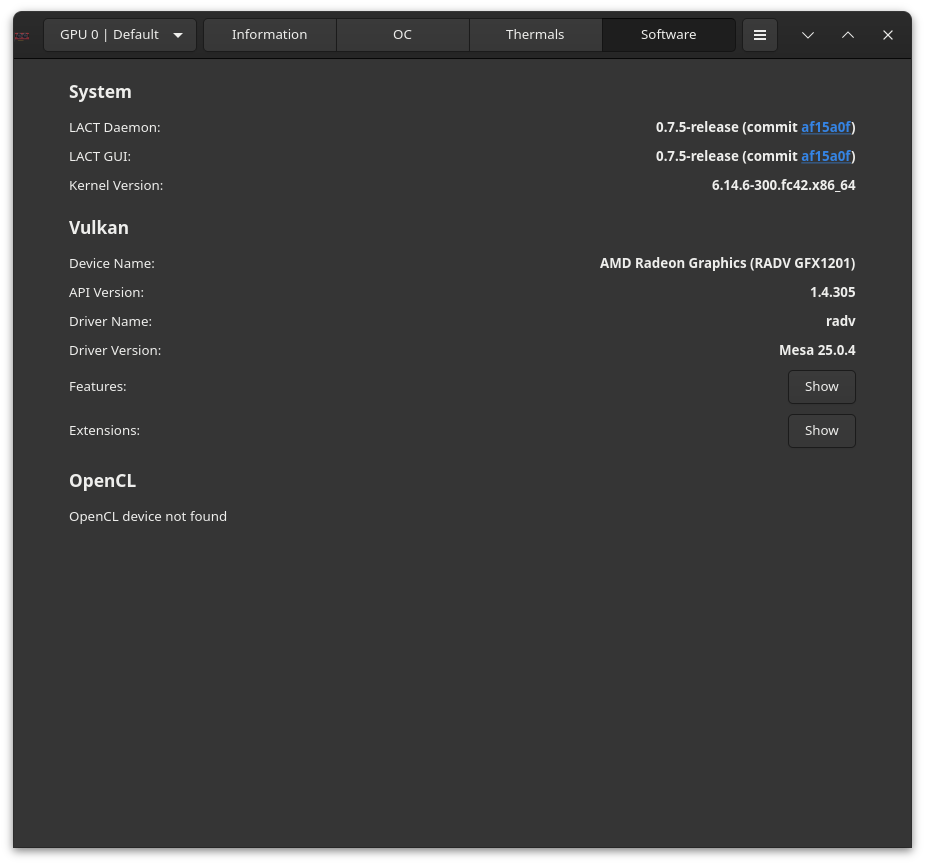 GPU 0 | Default Information OC Thermals Software
System
LACT Daemon: 0.7.5-release (commit af15a0f)
LACT GUI: 0.7.5-release (commit af15a0f)
Kernel Version: 6.14.6-300.fc42.x86_64
Vulkan
Device Name: AMD Radeon Graphics (RADV GFX1201)
API Version: 1.4.305
Driver Name: radv
Driver Version: Mesa 25.0.4
Features: Show
Extensions: Show
OpenCL
OpenCL device not found